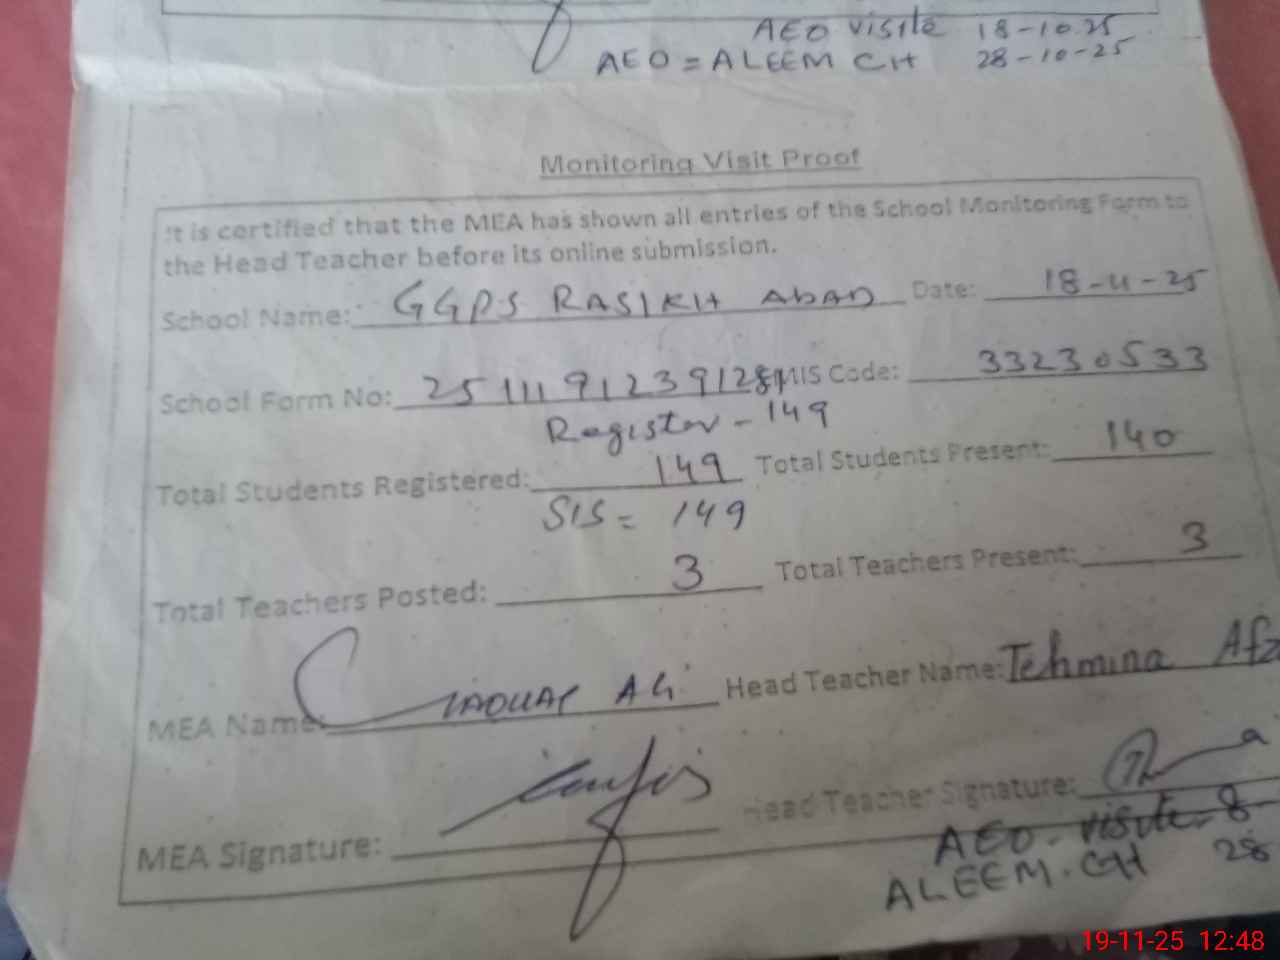 AEO visite 18-10-25
AEO = ALEEM CH 28-10-25
Monitoring Visit Proof
It is certified that the MEA has shown all entries of the School Monitoring Form to
the Head Teacher before its online submission.
School Name: GGPS RASIKH AbAD Date: 18-11-25
School Form No: MIS Code: 33230533
Register - 149
Total Students Registered: 149 Total Students Present: 140
SIS = 149
Total Teachers Posted: 3 Total Teachers Present: 3
MEA Name: Ali Head Teacher Name: Tehmina
MEA Signature: Head Teacher Signature:
AEO. visite 8
ALEEM. CH 28
19-11-25 12:48